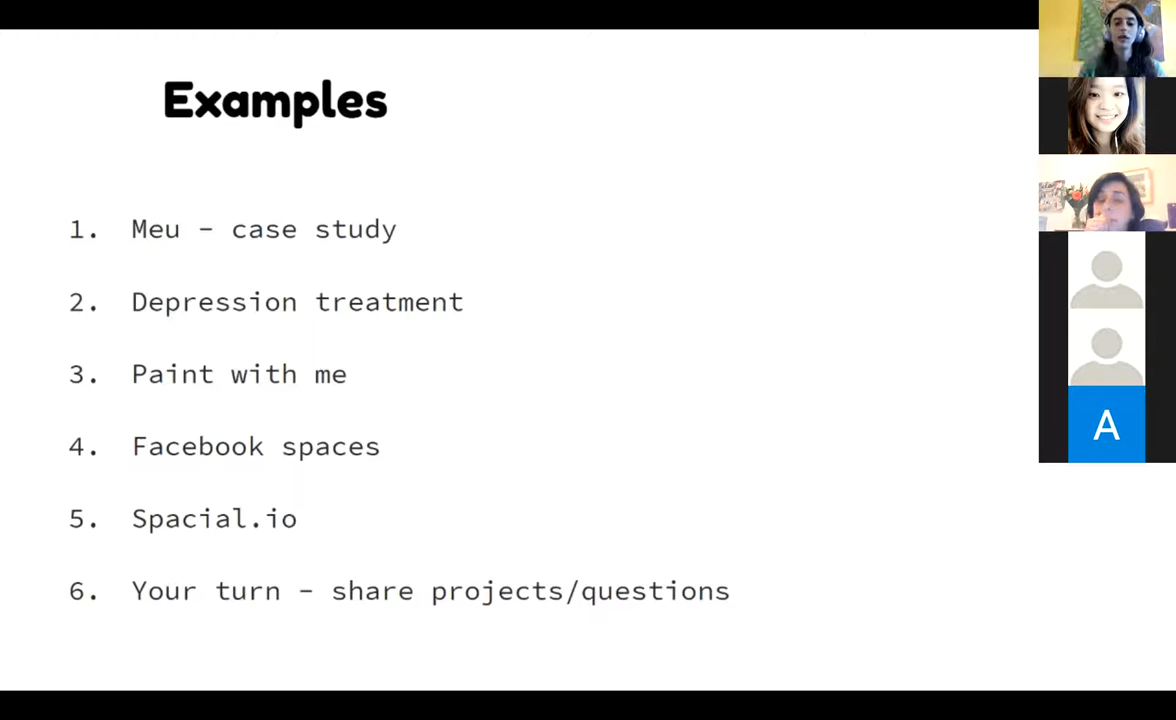 Examples
1. Meu - case study
2. Depression treatment
3. Paint with me
4. Facebook spaces
5. Spacial.io
6. Your turn - share projects/questions
A